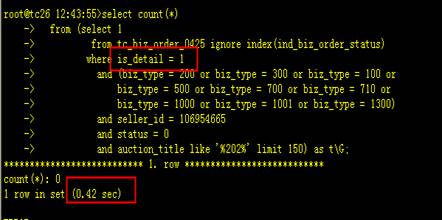 root@tc26 12:43:55>select count(*)
-> from (select 1
-> from tc_biz_order_0425 ignore index(ind_biz_order_status)
-> where is_detail = 1
-> and (biz_type = 200 or biz_type = 300 or biz_type = 100 or
-> biz_type = 500 or biz_type = 700 or biz_type = 710 or
-> biz_type = 1000 or biz_type = 1001 or biz_type = 1300)
-> and seller_id = 106954665
-> and status = 0
-> and auction_title like '%202%' limit 150) as t\G;
*************************** 1. row ***************************
count(*): 0
1 row in set (0.42 sec)